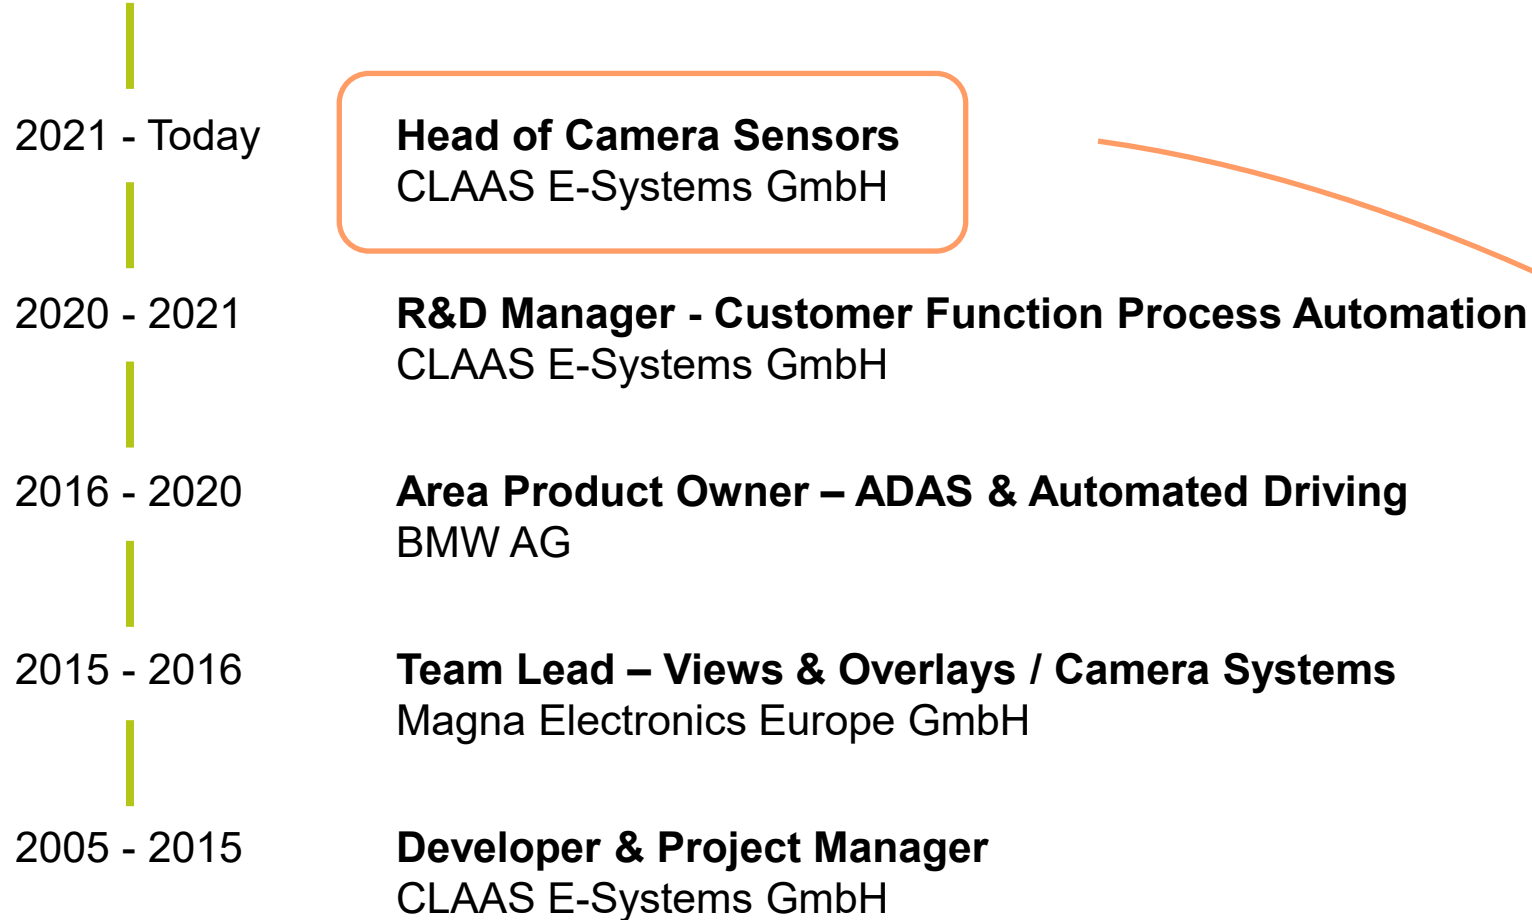 2021 - Today
Head of Camera Sensors
CLAAS E-Systems GmbH
2020 - 2021
R&D Manager - Customer Function Process Automation
CLAAS E-Systems GmbH
2016 - 2020
Area Product Owner – ADAS & Automated Driving
BMW AG
2015 - 2016
Team Lead – Views & Overlays / Camera Systems
Magna Electronics Europe GmbH
2005 - 2015
Developer & Project Manager
CLAAS E-Systems GmbH